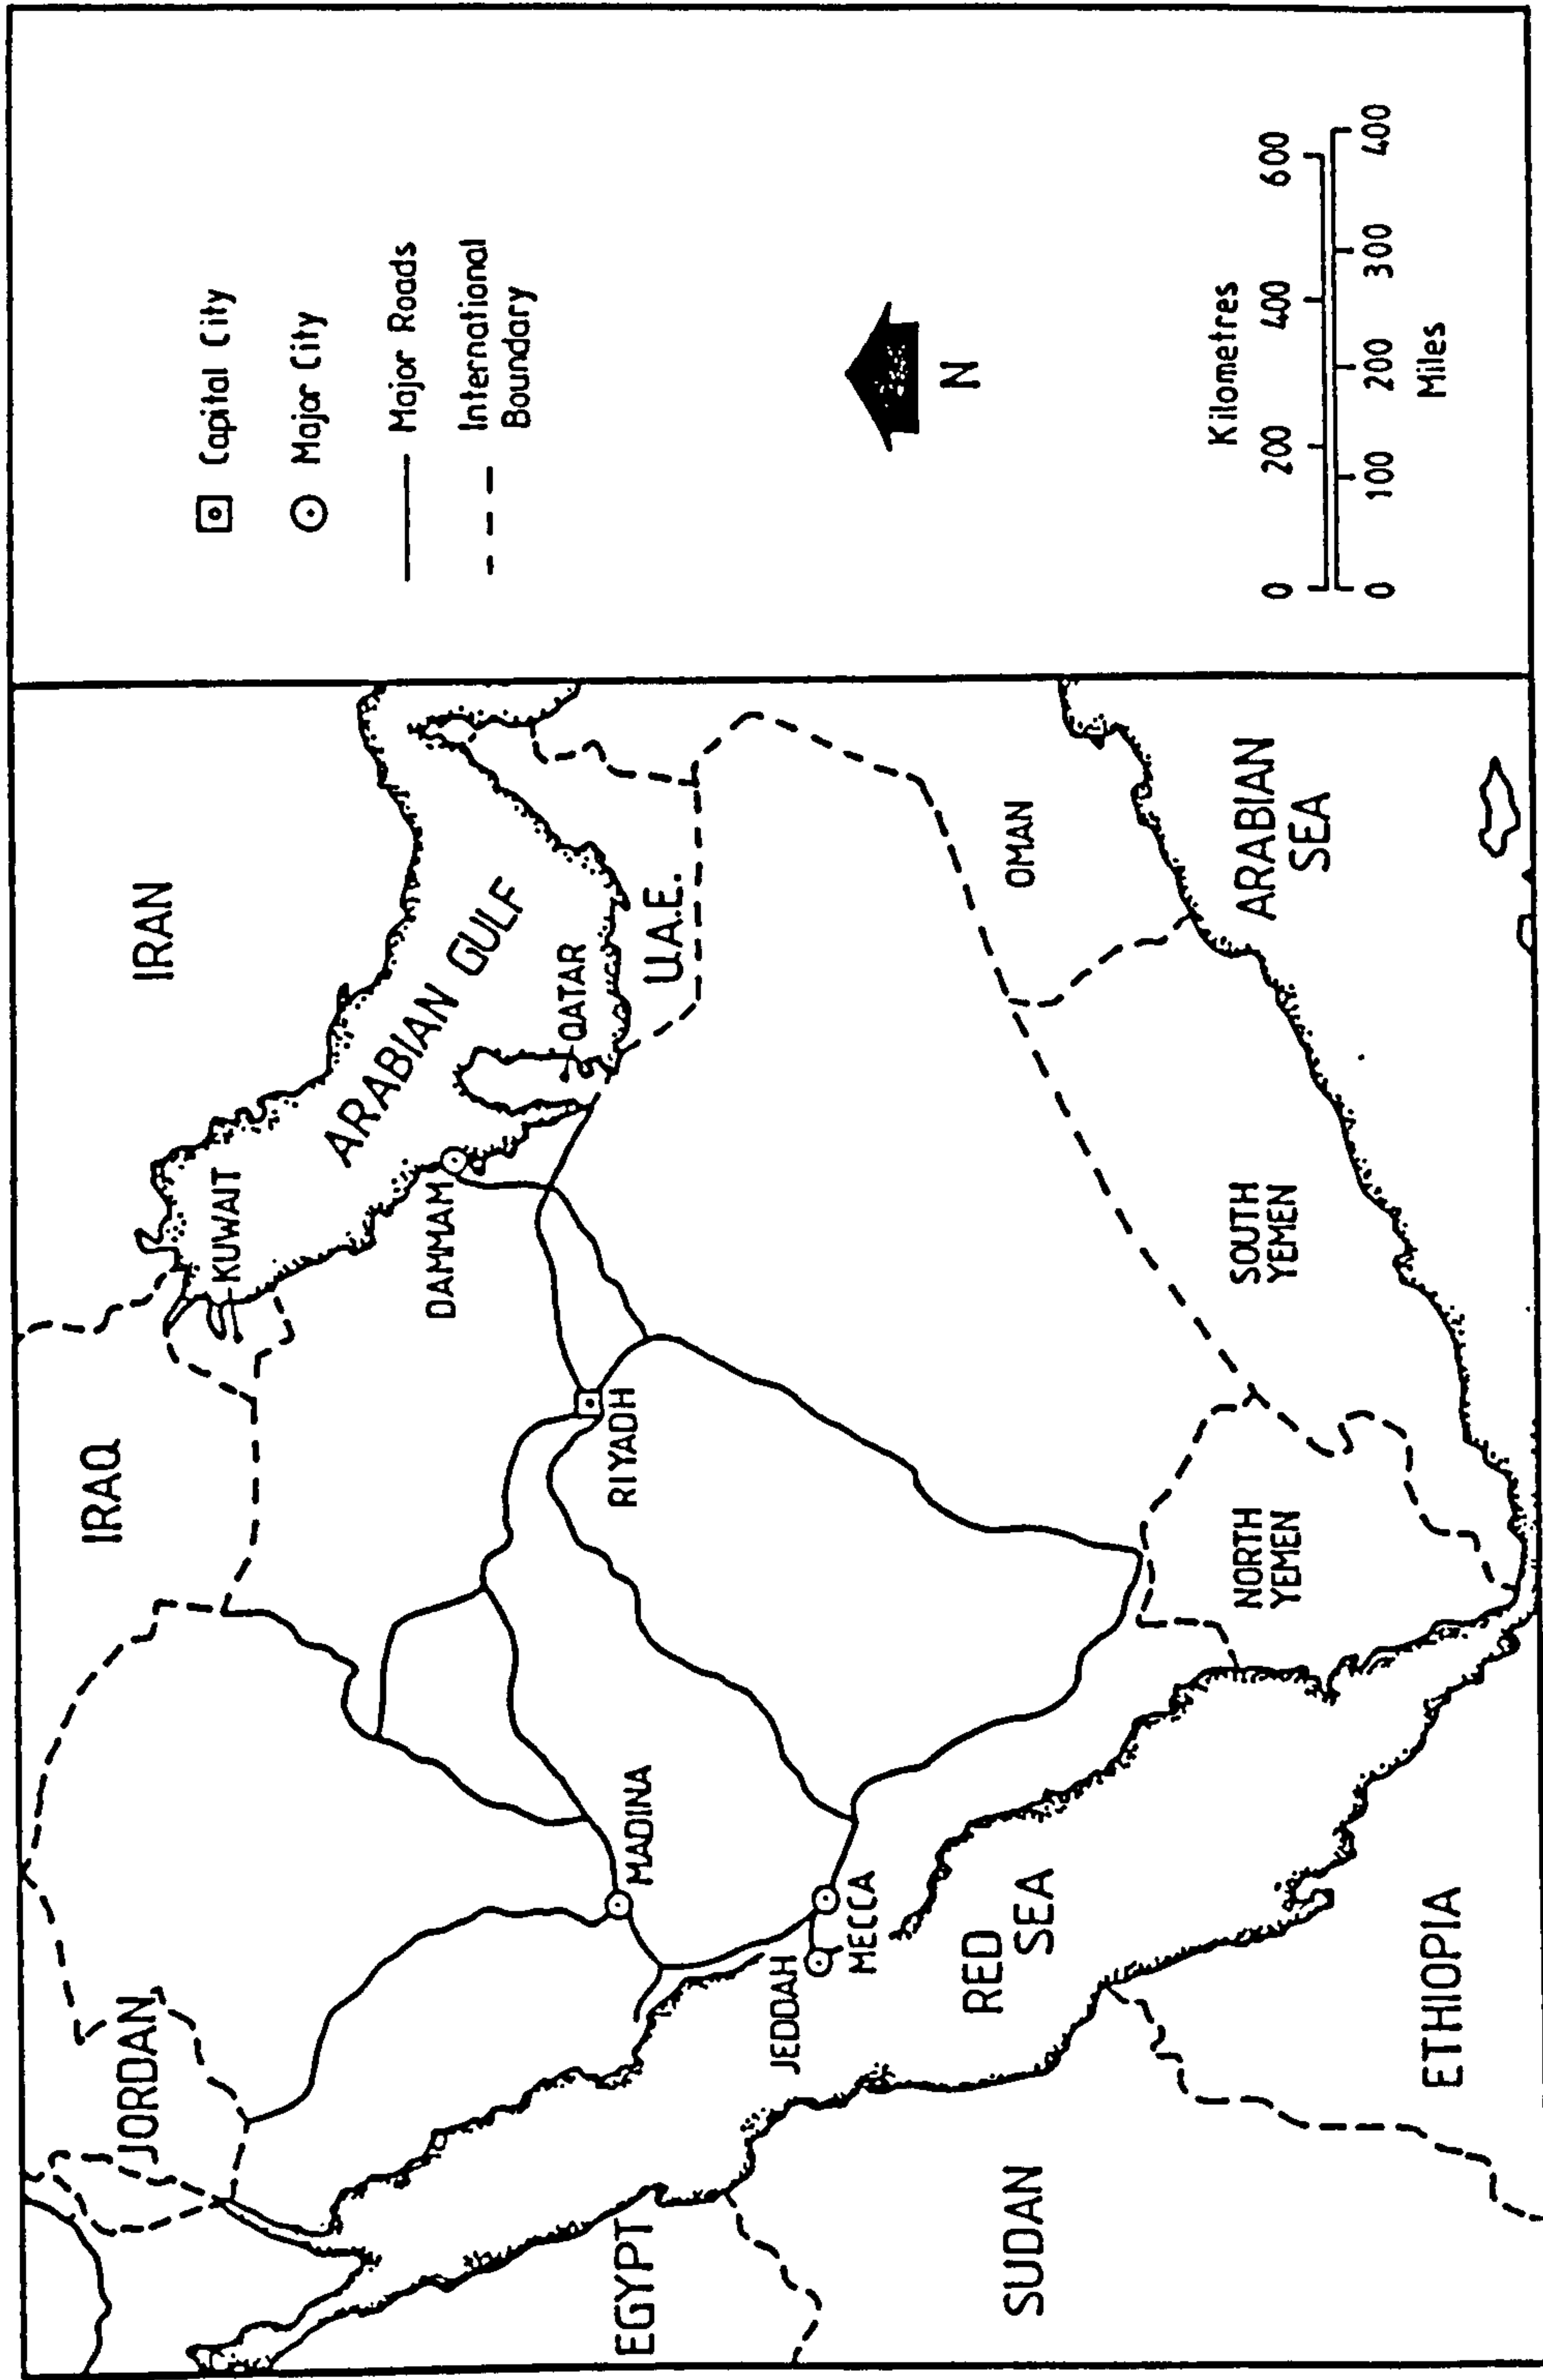 JORDAN
IRAQ
IRAN
KUWAIT
ARABIAN GULF
DAMMAM
QATAR
U.A.E.
RIYADH
MADINA
EGYPT
JEDDAH
MECCA
RED
SEA
OMAN
SUDAN
NORTH
YEMEN
SOUTH
YEMEN
ARABIAN
SEA
ETHIOPIA
Capital City
Major City
Major Roads
International
Boundary
N
Kilometres
0 200 400 600
0 100 200 300 400
Miles